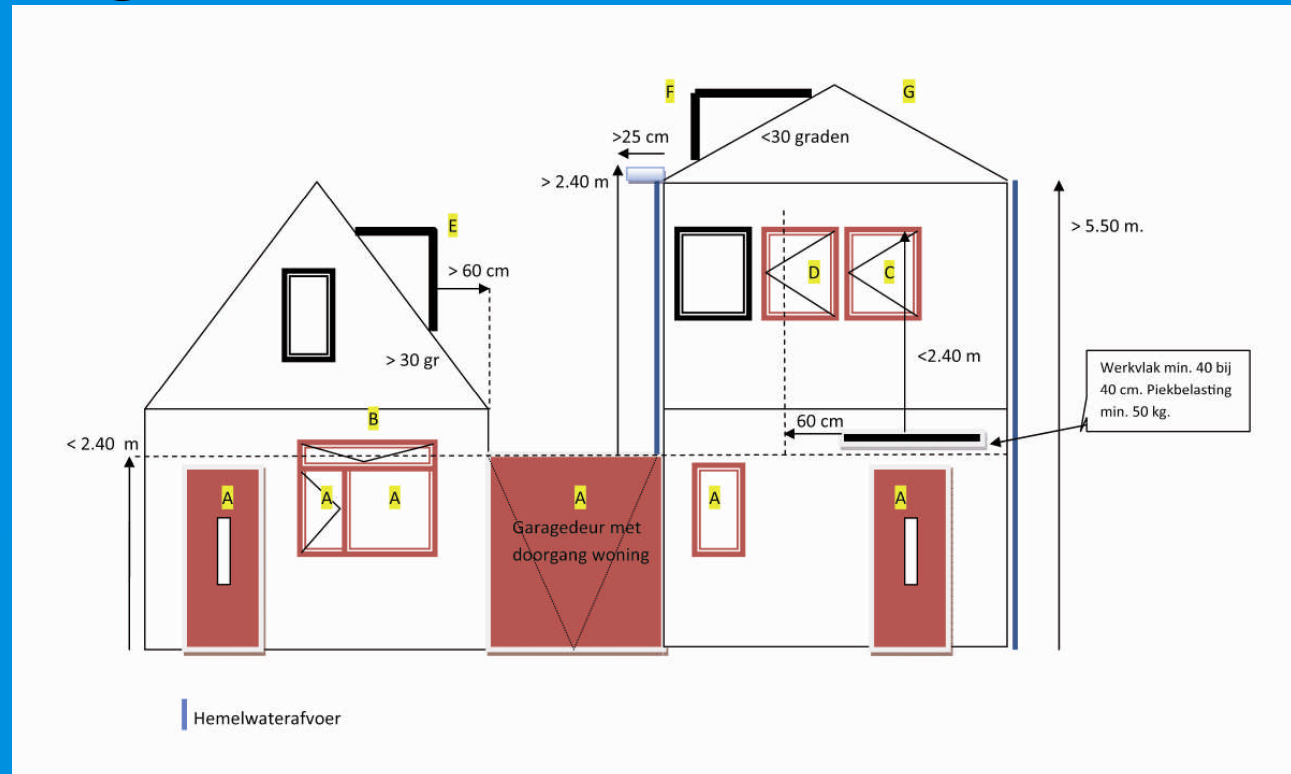 F
G
>25 cm
<30 graden
> 2.40 m
E
> 5.50 m.
> 60 cm
D
C
> 30 gr
<2.40 m
Werkvlak min. 40 bij
40 cm. Piekbelasting
min. 50 kg.
B
60 cm
< 2.40 m
A
A
A
A
A
A
Garagedeur met
doorgang woning
Hemelwaterafvoer